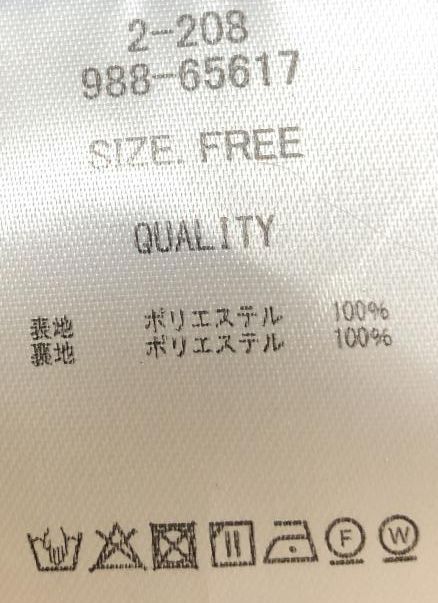 2-208
988-65617
SIZE. FREE
QUALITY
表地 ポリエステル 100%
裏地 ポリエステル 100%
F W